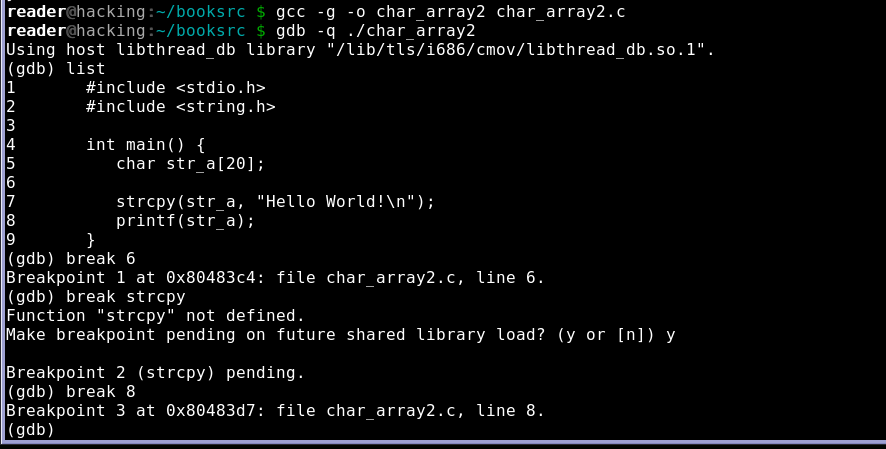 reader@hacking:~/booksrc $ gcc -g -o char_array2 char_array2.c
reader@hacking:~/booksrc $ gdb -q ./char_array2
Using host libthread_db library "/lib/tls/i686/cmov/libthread_db.so.1".
(gdb) list
1       #include <stdio.h>
2       #include <string.h>
3
4       int main() {
5          char str_a[20];
6
7          strcpy(str_a, "Hello World!\n");
8          printf(str_a);
9       }
(gdb) break 6
Breakpoint 1 at 0x80483c4: file char_array2.c, line 6.
(gdb) break strcpy
Function "strcpy" not defined.
Make breakpoint pending on future shared library load? (y or [n]) y

Breakpoint 2 (strcpy) pending.
(gdb) break 8
Breakpoint 3 at 0x80483d7: file char_array2.c, line 8.
(gdb)